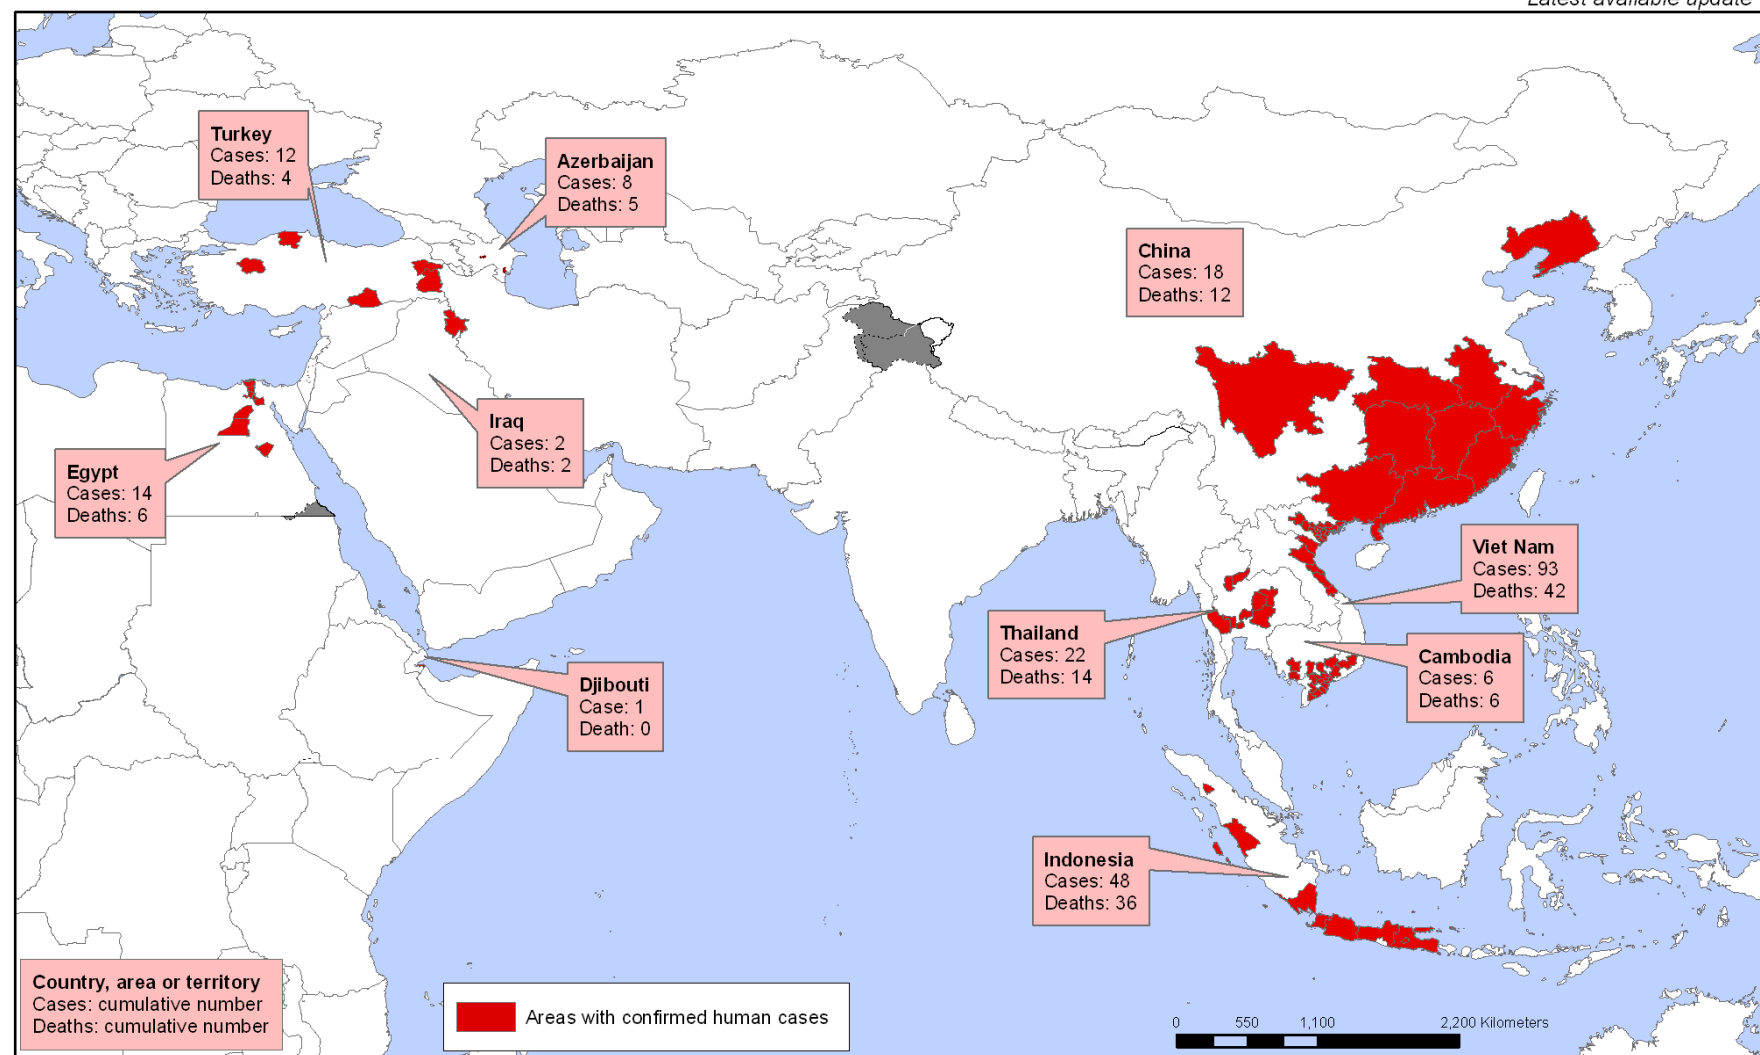 Latest available update
Turkey
Cases: 12
Deaths: 4
Azerbaijan
Cases: 8
Deaths: 5
China
Cases: 18
Deaths: 12
Iraq
Cases: 2
Deaths: 2
Egypt
Cases: 14
Deaths: 6
Viet Nam
Cases: 93
Deaths: 42
Thailand
Cases: 22
Deaths: 14
Cambodia
Cases: 6
Deaths: 6
Djibouti
Case: 1
Death: 0
Indonesia
Cases: 48
Deaths: 36
Country, area or territory
Cases: cumulative number
Deaths: cumulative number
Areas with confirmed human cases
0 550 1,100 2,200 Kilometers